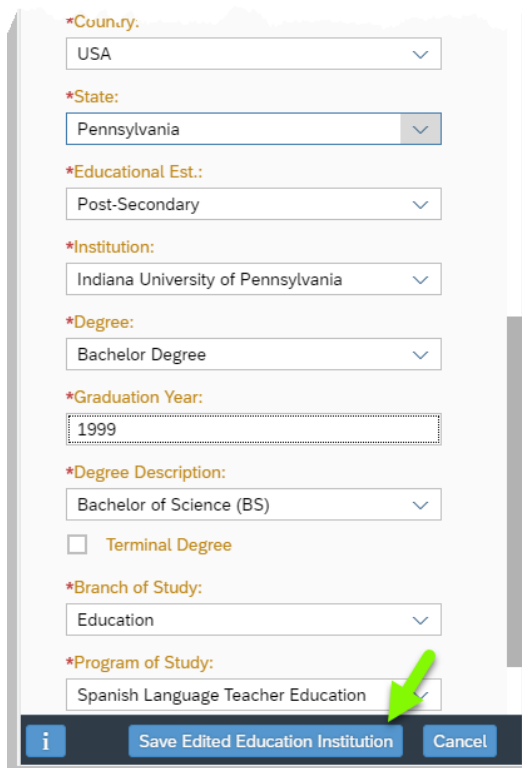 *Country:
USA
*State:
Pennsylvania
*Educational Est.:
Post-Secondary
*Institution:
Indiana University of Pennsylvania
*Degree:
Bachelor Degree
*Graduation Year:
1999
*Degree Description:
Bachelor of Science (BS)
Terminal Degree
*Branch of Study:
Education
*Program of Study:
Spanish Language Teacher Education
i Save Edited Education Institution Cancel